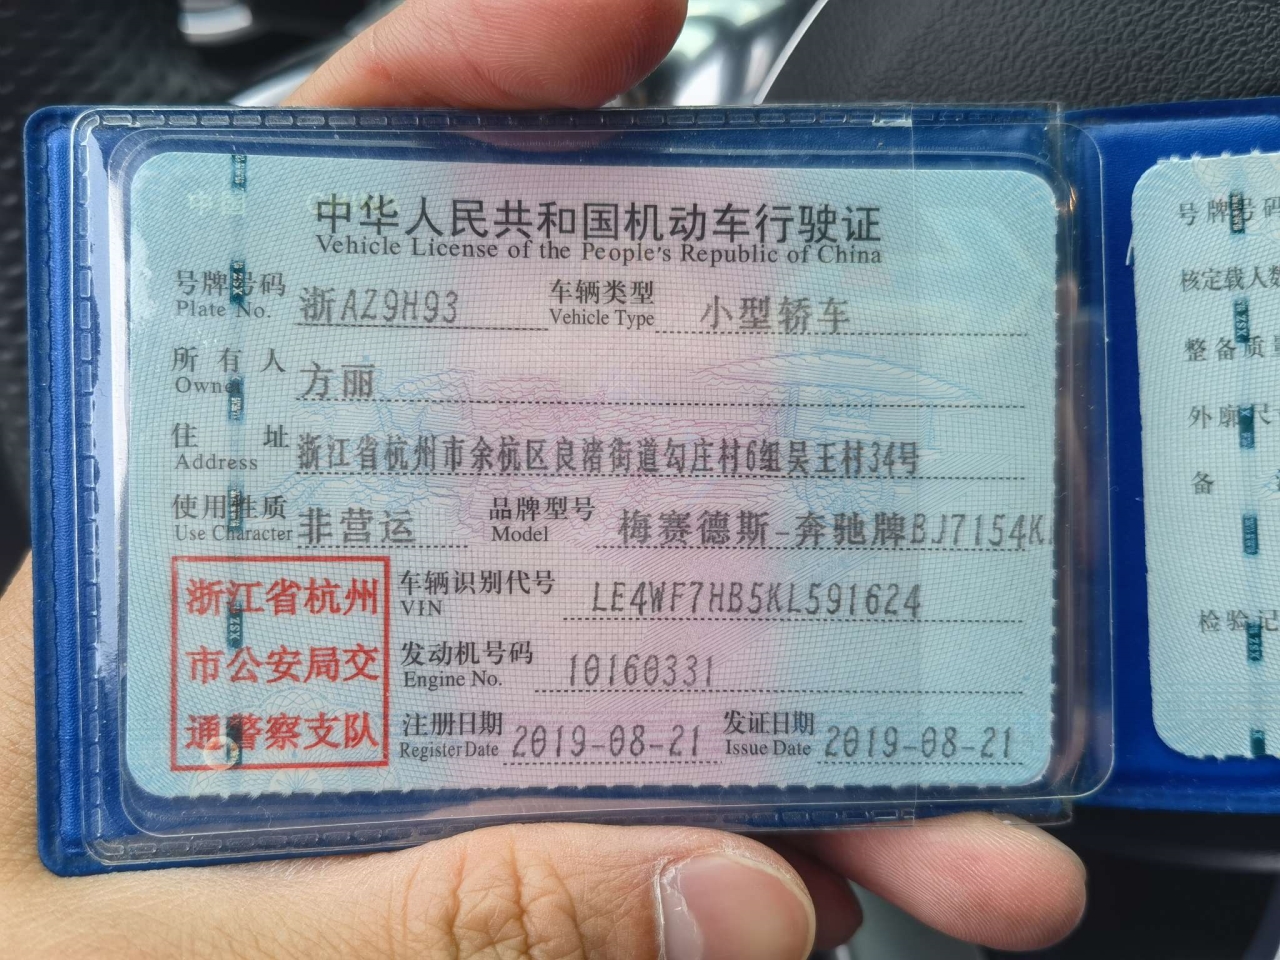 中华人民共和国机动车行驶证
Vehicle License of the People's Republic of China
号牌号码 浙AZ9H93 车辆类型 小型轿车
Plate No. Vehicle Type
所有人 方丽
Owner
住址 浙江省杭州市余杭区良渚街道勾庄村6组吴王村34号
Address
使用性质 非营运 品牌型号 梅赛德斯-奔驰牌BJ7154K
Use Character Model
浙江省杭州
市公安局交
通警察支队
车辆识别代号 LE4WF7HB5KL591624
VIN
发动机号码 10160331
Engine No.
注册日期 2019-08-21 发证日期 2019-08-21
Register Date Issue Date
号牌号码
核定载人数
整备质量
外廓尺
备
检验记